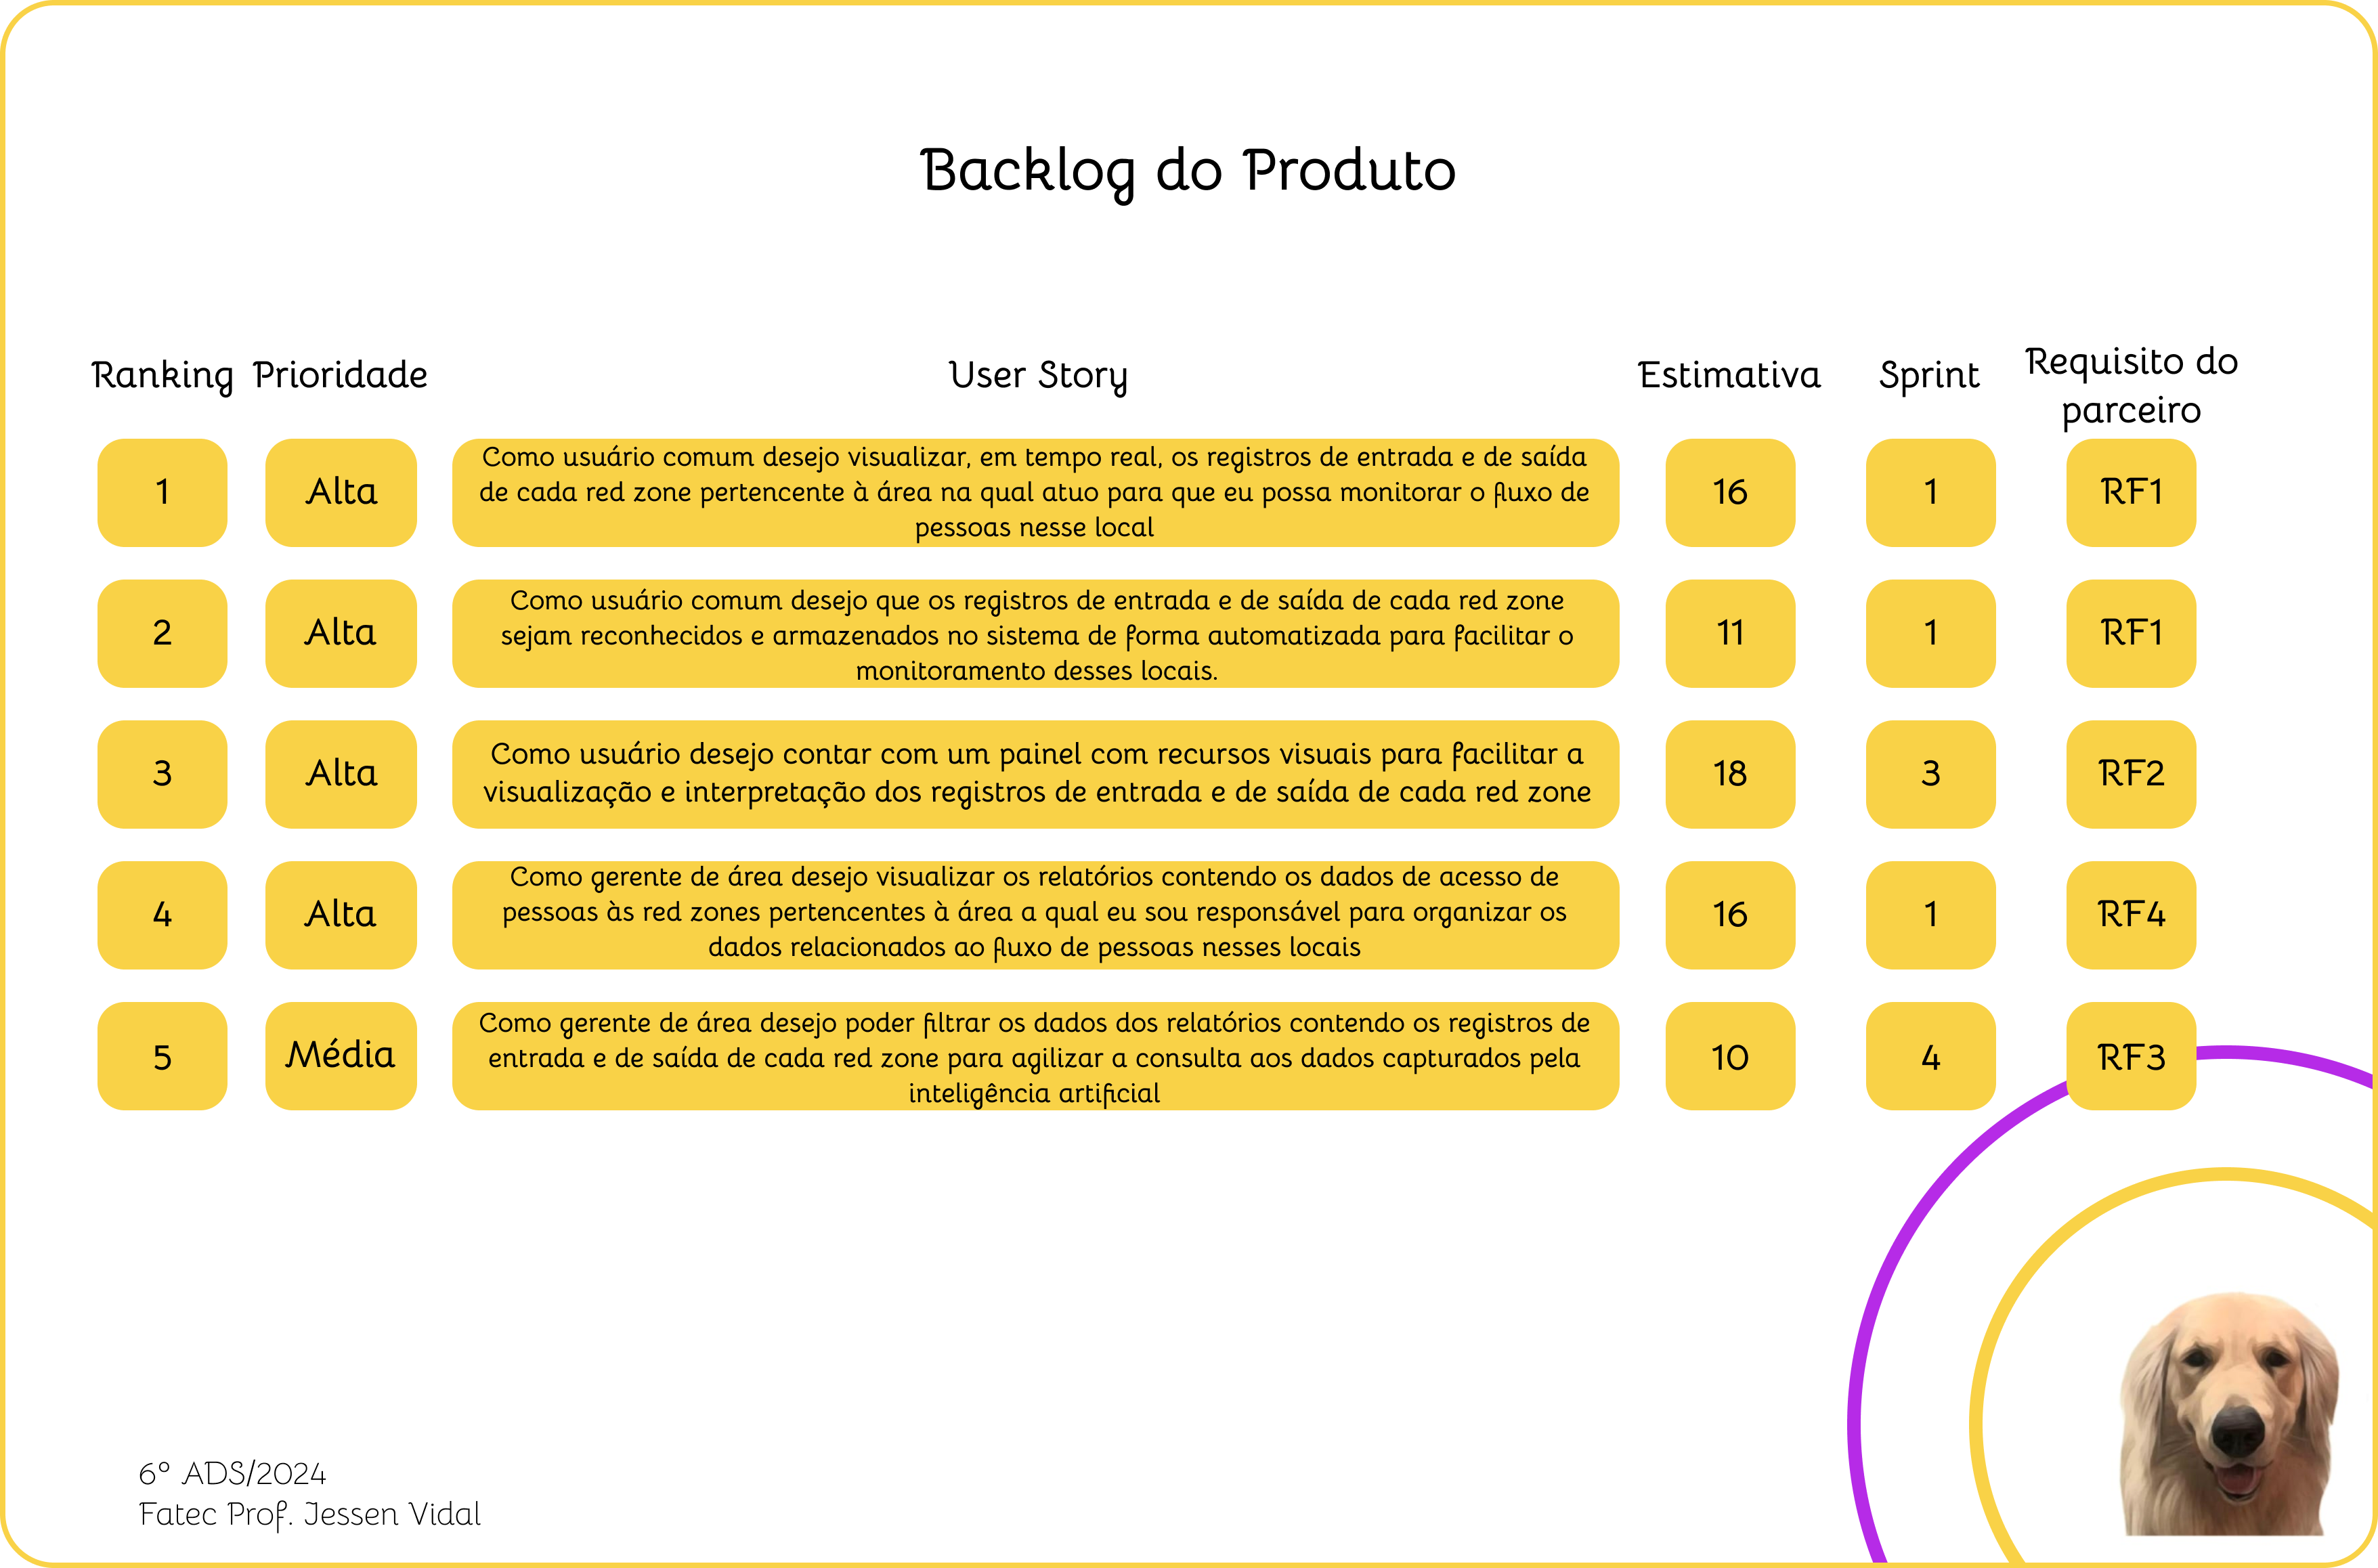 Backlog do Produto
Ranking Prioridade User Story Estimativa Sprint Requisito do
parceiro
1 Alta Como usuário comum desejo visualizar, em tempo real, os registros de entrada e de saída
de cada red zone pertencente à área na qual atuo para que eu possa monitorar o fluxo de
pessoas nesse local
16 1 RF1
2 Alta Como usuário comum desejo que os registros de entrada e de saída de cada red zone
sejam reconhecidos e armazenados no sistema de forma automatizada para facilitar o
monitoramento desses locais.
11 1 RF1
3 Alta Como usuário desejo contar com um painel com recursos visuais para facilitar a
visualização e interpretação dos registros de entrada e de saída de cada red zone
18 3 RF2
4 Alta Como gerente de área desejo visualizar os relatórios contendo os dados de acesso de
pessoas às red zones pertencentes à área a qual eu sou responsável para organizar os
dados relacionados ao fluxo de pessoas nesses locais
16 1 RF4
5 Média Como gerente de área desejo poder filtrar os dados dos relatórios contendo os registros de
entrada e de saída de cada red zone para agilizar a consulta aos dados capturados pela
inteligência artificial
10 4 RF3
6º ADS/2024
Fatec Prof. Jessen Vidal